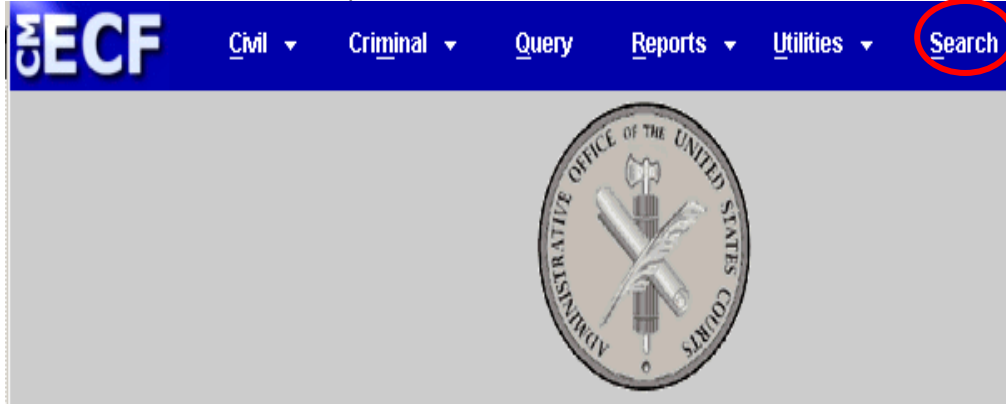 CM ECF Civil Criminal Query Reports Utilities Search
ADMINISTRATIVE OFFICE OF THE UNITED STATES COURTS